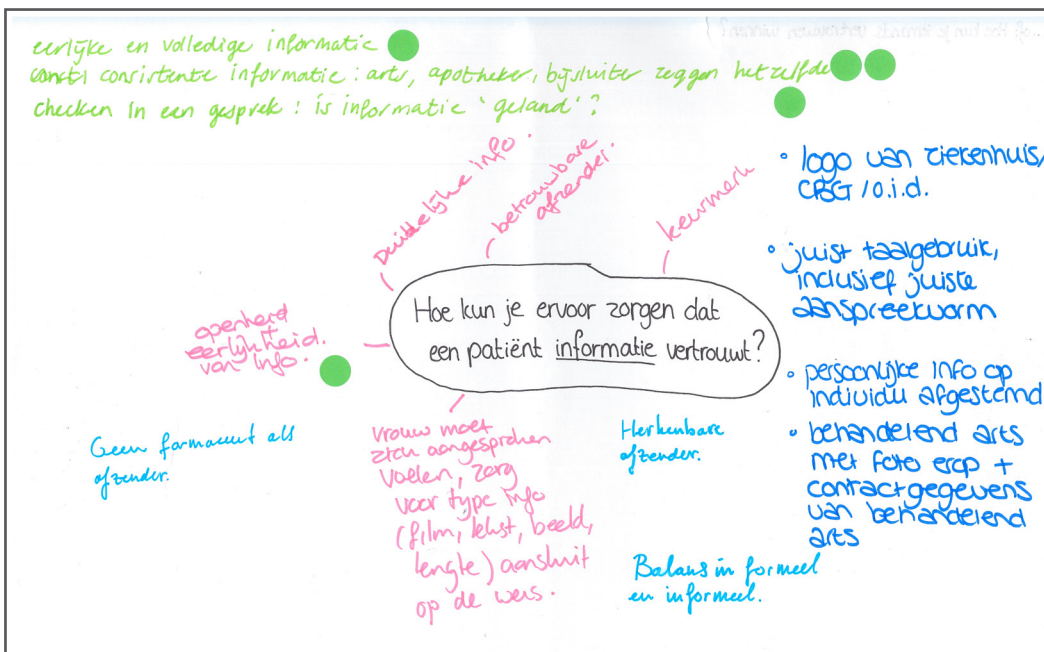 eerlijke en volledige informatie
consistente informatie : arts, apotheker, bijsluiter zeggen hetzelfde
checken in een gesprek : is informatie 'geland' ?
Duidelijke info.
betrouwbare
afzender.
keurmerk
• logo van ziekenhuis,
CBG / o.i.d.
• juist taalgebruik,
inclusief juiste
aanspreekvorm
openheid
+
eerlijkheid.
van info.
Hoe kun je ervoor zorgen dat
een patiënt informatie vertrouwt?
• persoonlijke info op
individu afgestemd
• behandelend arts
met foto erop +
contactgegevens
van behandelend
arts
Geen farmaceut als
afzender.
vrouw moet
zich aangesproken
voelen, zorg
voor type info
(film, tekst, beeld,
lengte) aansluit
op de wens.
Herkenbare
afzender.
Balans in formeel
en informeel.